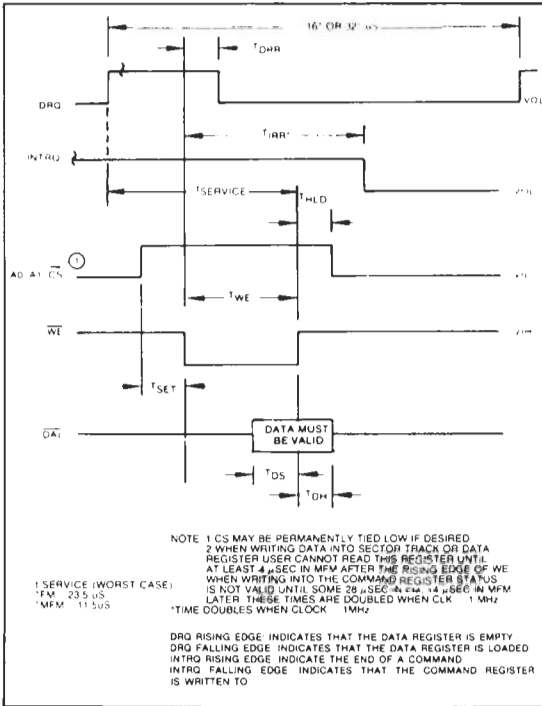 16* OR 32* uS
TDRR
DRQ
TIRR*
INTRQ
TSERVICE
THLD
A0 A1 CS
1
TWE
WE
TSET
DAL
DATA MUST
BE VALID
TDS
TDH
NOTE 1 CS MAY BE PERMANENTLY TIED LOW IF DESIRED
2 WHEN WRITING DATA INTO SECTOR TRACK OR DATA
REGISTER USER CANNOT READ THIS REGISTER UNTIL
AT LEAST 4 µSEC IN MFM AFTER THE RISING EDGE OF WE
WHEN WRITING INTO THE COMMAND REGISTER STATUS
IS NOT VALID UNTIL SOME 28 µSEC IN FM, 14 µSEC IN MFM
LATER THESE TIMES ARE DOUBLED WHEN CLK 1 MHz
*TIME DOUBLES WHEN CLOCK 1MHz
t SERVICE (WORST CASE)
*FM 23.5 uS
*MFM 11.5uS
DRQ RISING EDGE INDICATES THAT THE DATA REGISTER IS EMPTY
DRQ FALLING EDGE INDICATES THAT THE DATA REGISTER IS LOADED
INTRQ RISING EDGE INDICATE THE END OF A COMMAND
INTRQ FALLING EDGE INDICATES THAT THE COMMAND REGISTER
IS WRITTEN TO